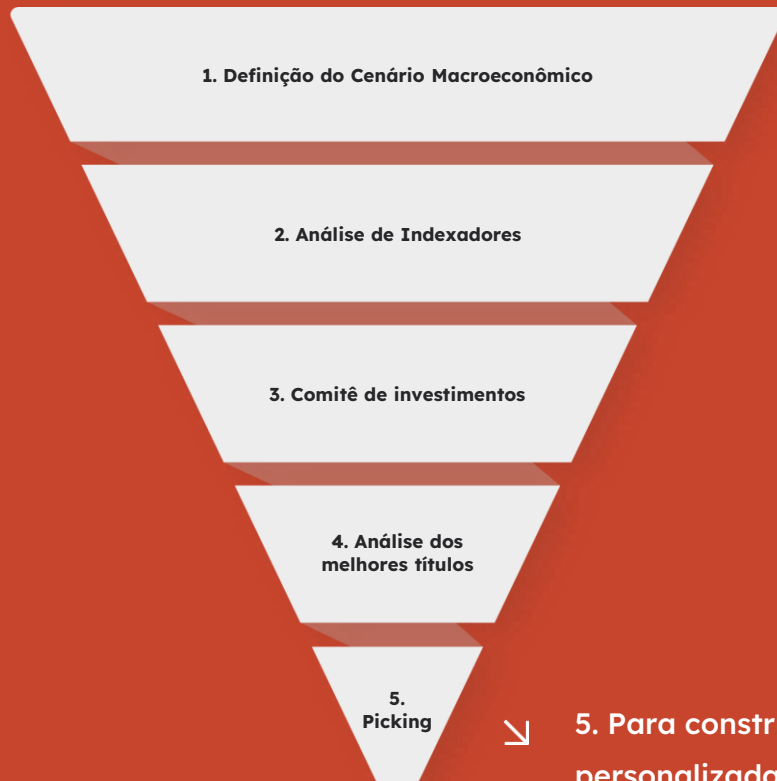 1. Definição do Cenário Macroeconômico
2. Análise de Indexadores
3. Comitê de investimentos
4. Análise dos
melhores títulos
5.
Picking
5. Para constr
personalizada